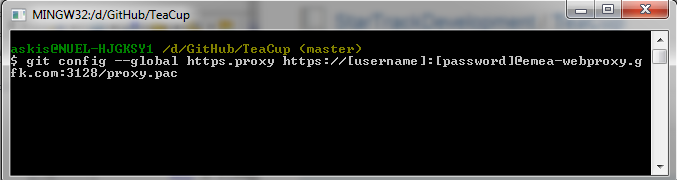 MINGW32:/d/GitHub/TeaCup
askis@NUEL-HJGKSY1 /d/GitHub/TeaCup (master)
$ git config --global https.proxy https://[username]:[password]@emea-webproxy.g
fk.com:3128/proxy.pac